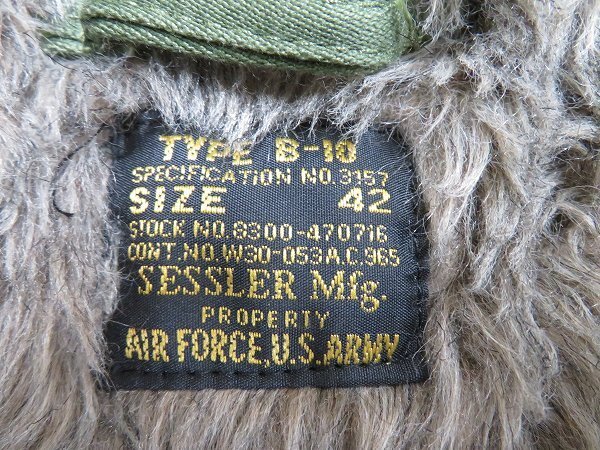 TYPE B-10
SPECIFICATION NO.3157
SIZE 42
STOCK NO.8300-470716
CONT.NO.W30-053A.C.965
SESSLER Mfg.
PROPERTY
AIR FORCE.U.S.ARMY